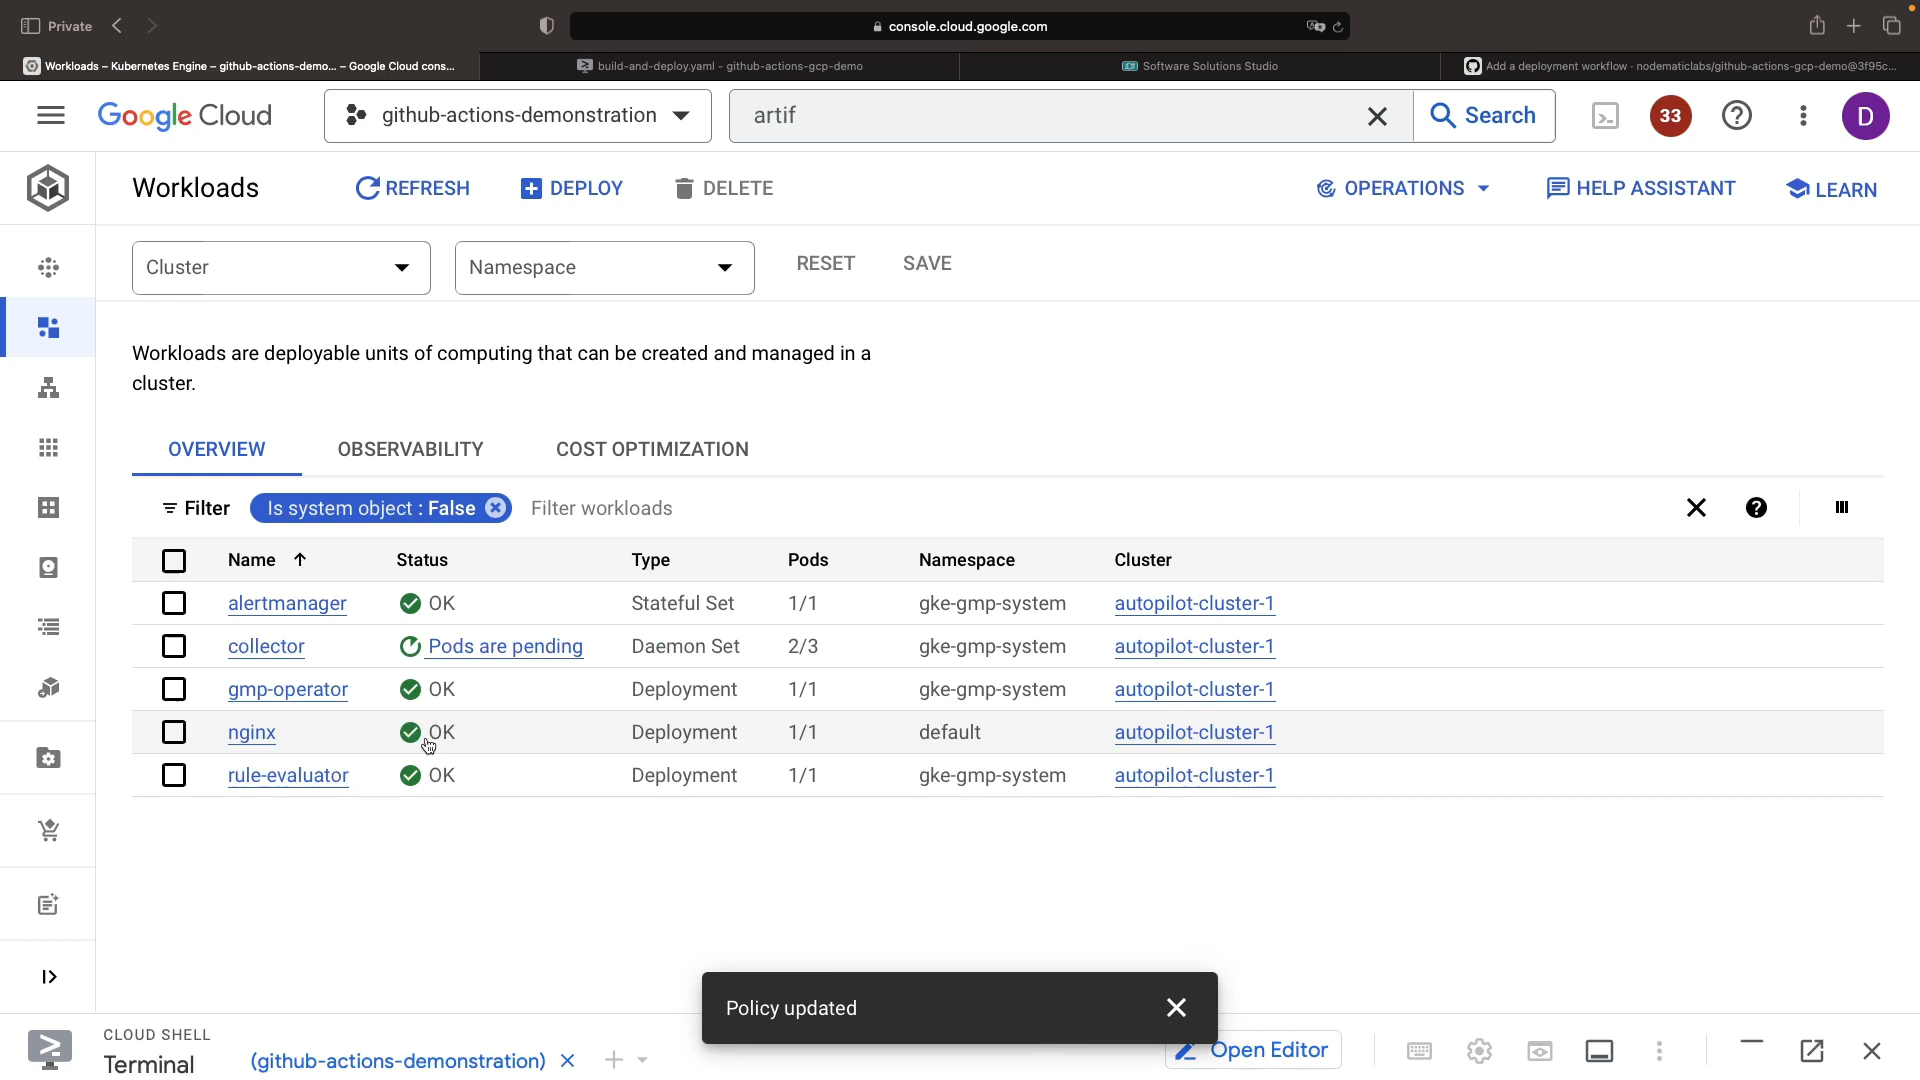 Private
console.cloud.google.com
Workloads – Kubernetes Engine – github-actions-demo... – Google Cloud cons...
build-and-deploy.yaml - github-actions-gcp-demo
Software Solutions Studio
Add a deployment workflow · nodematiclabs/github-actions-gcp-demo@3f95c...
Google Cloud
github-actions-demonstration
artif
Search
33
D
Workloads
REFRESH
DEPLOY
DELETE
OPERATIONS
HELP ASSISTANT
LEARN
Cluster
Namespace
RESET
SAVE
Workloads are deployable units of computing that can be created and managed in a
cluster.
OVERVIEW
OBSERVABILITY
COST OPTIMIZATION
Filter
Is system object : False
Filter workloads
Name Status Type Pods Namespace Cluster
alertmanager OK Stateful Set 1/1 gke-gmp-system autopilot-cluster-1
collector Pods are pending Daemon Set 2/3 gke-gmp-system autopilot-cluster-1
gmp-operator OK Deployment 1/1 gke-gmp-system autopilot-cluster-1
nginx OK Deployment 1/1 default autopilot-cluster-1
rule-evaluator OK Deployment 1/1 gke-gmp-system autopilot-cluster-1
Policy updated
CLOUD SHELL
Terminal
(github-actions-demonstration)
Open Editor